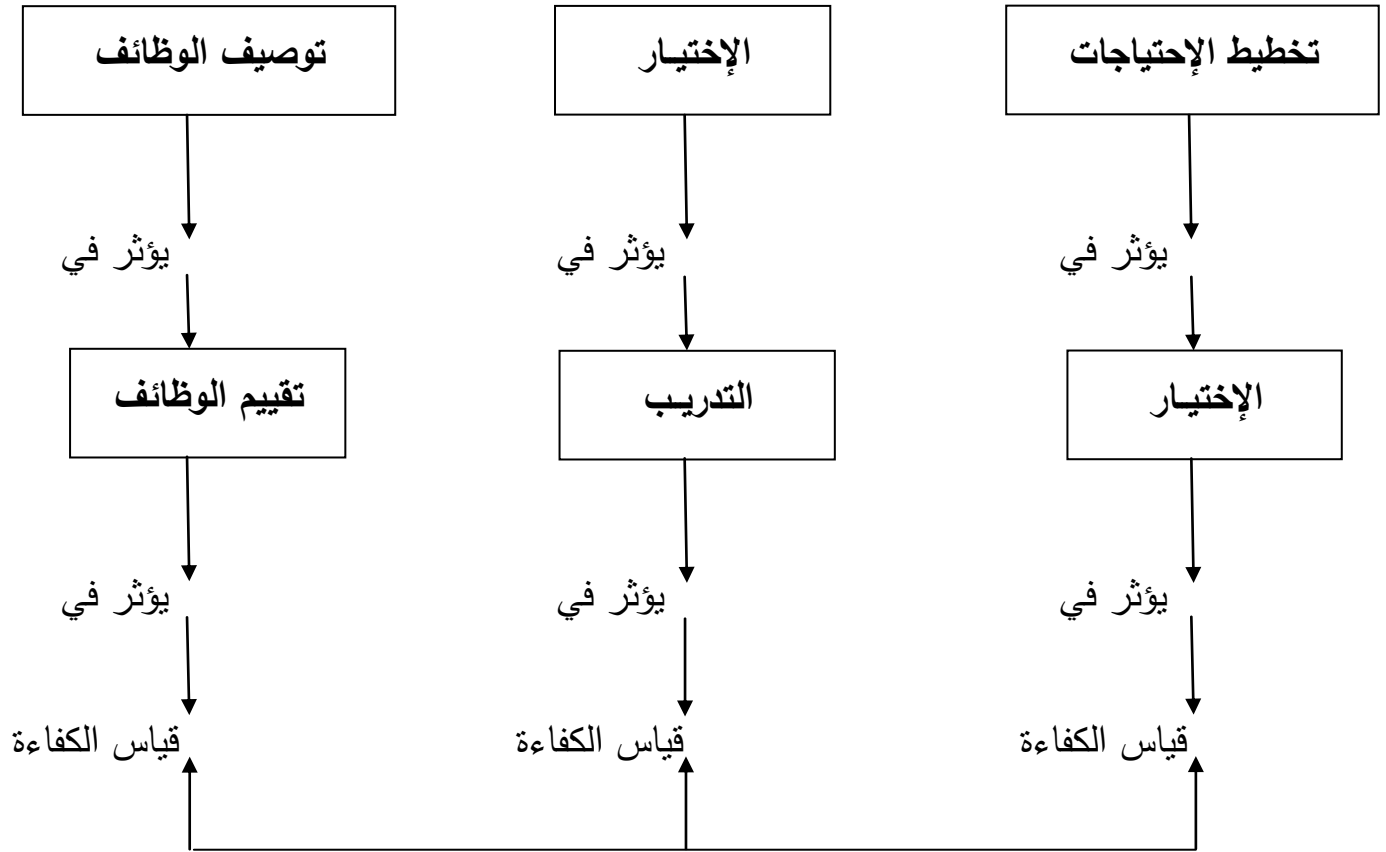 تخطيط الإحتياجات
الإختيـار
توصيف الوظائف
يؤثر في
يؤثر في
يؤثر في
الإختيـار
التدريـب
تقييم الوظائف
يؤثر في
يؤثر في
يؤثر في
قياس الكفاءة
قياس الكفاءة
قياس الكفاءة